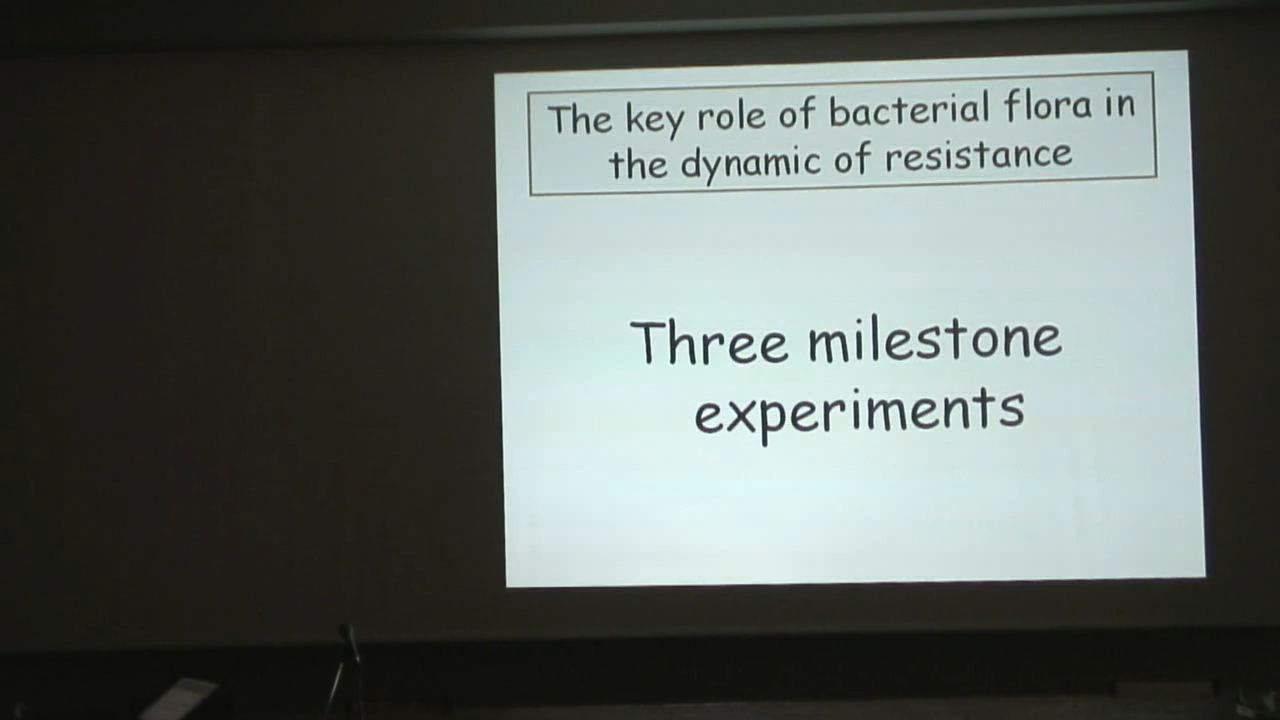 The key role of bacterial flora in
the dynamic of resistance
Three milestone
experiments